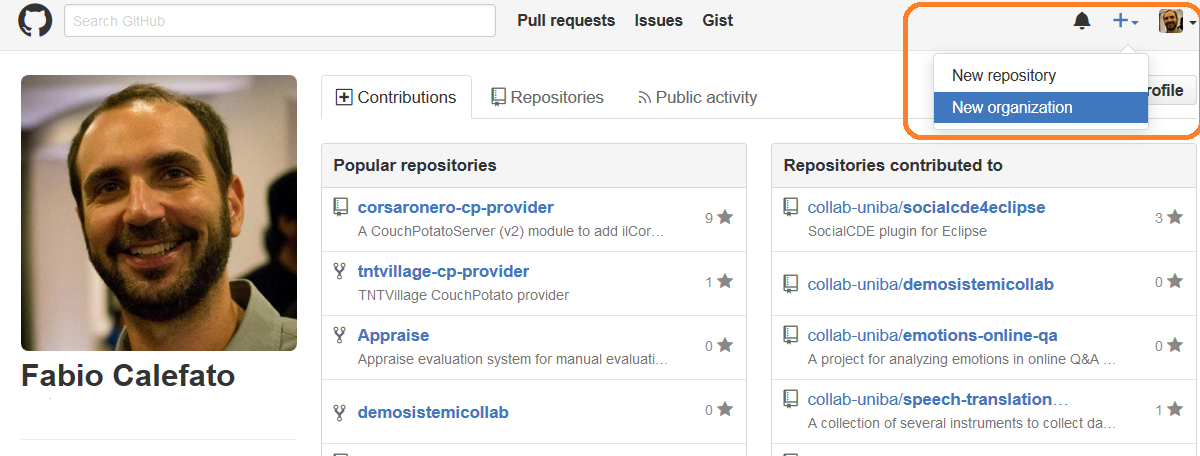 Search GitHub
Pull requests Issues Gist
New repository
New organization
rofile
Contributions Repositories Public activity
Fabio Calefato
Popular repositories
corsaronero-cp-provider
9
A CouchPotatoServer (v2) module to add ilCor…
tntvillage-cp-provider
1
TNTVillage CouchPotato provider
Appraise
0
Appraise evaluation system for manual evaluati…
demosistemicollab
0
Repositories contributed to
collab-uniba/socialcde4eclipse
3
SocialCDE plugin for Eclipse
collab-uniba/demosistemicollab
0
collab-uniba/emotions-online-qa
0
A project for analyzing emotions in online Q&A …
collab-uniba/speech-translation…
1
A collection of several instruments to collect da…